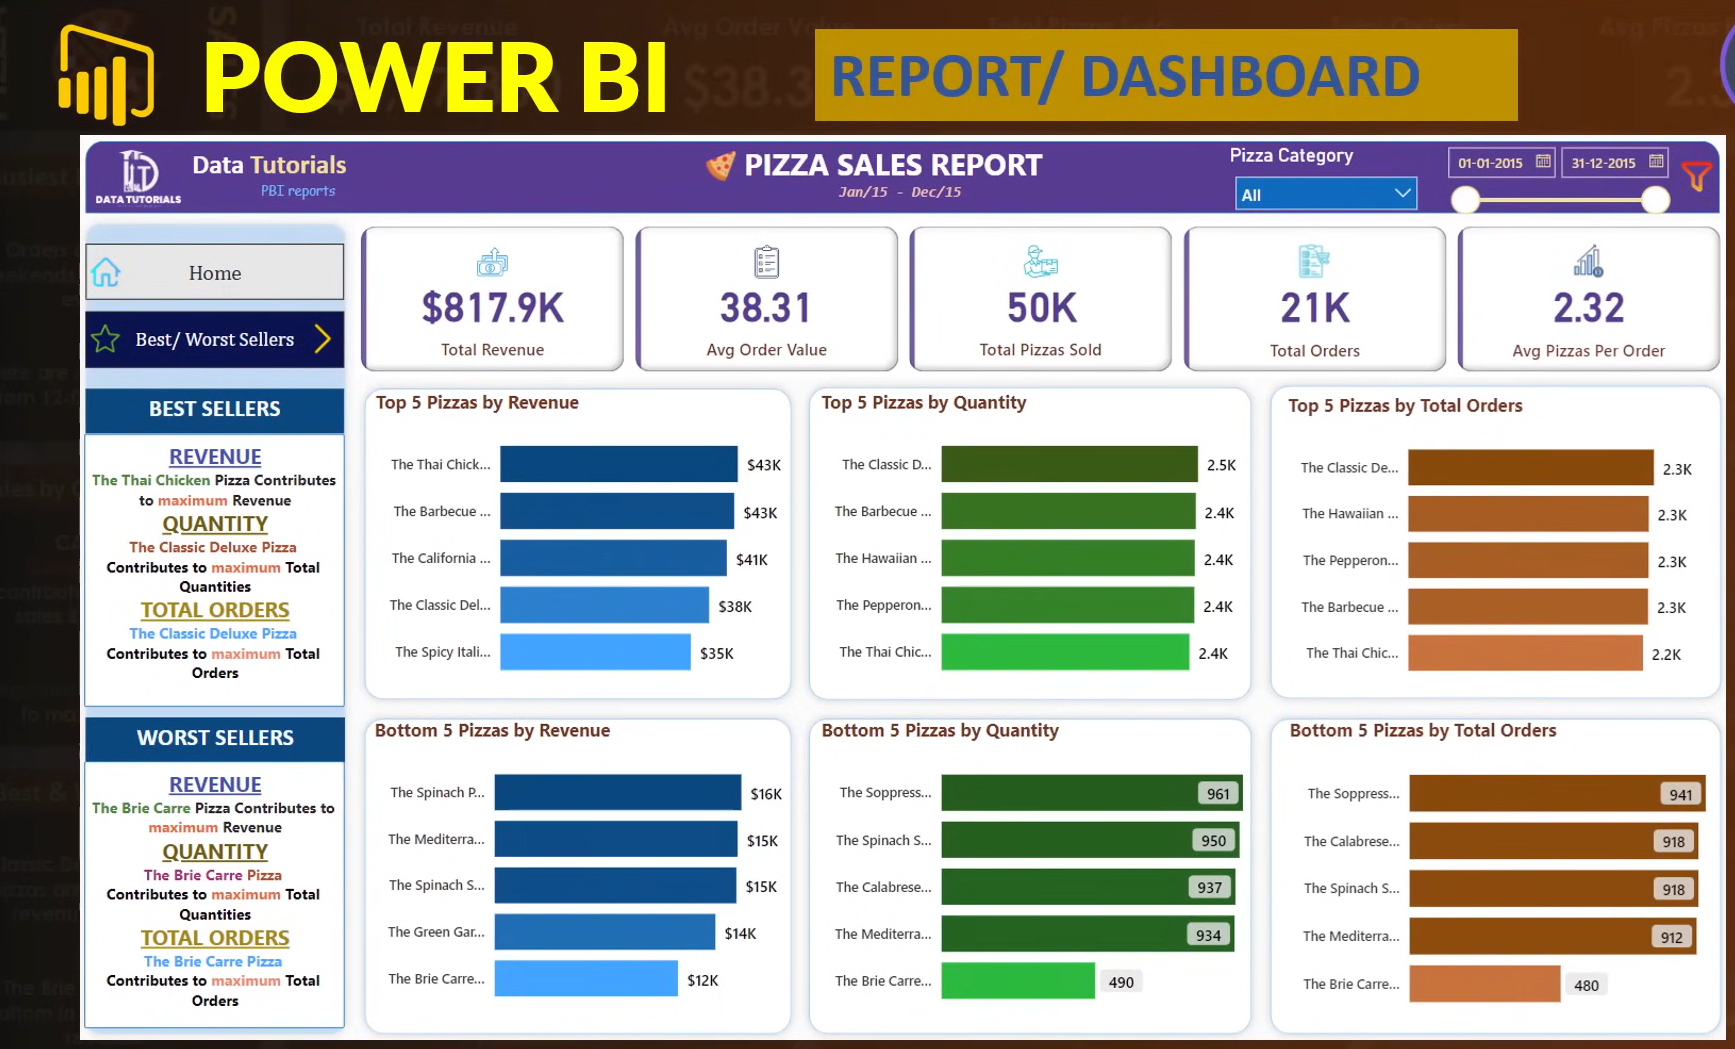 POWER BI
REPORT/ DASHBOARD
DATA TUTORIALS
Data Tutorials
PBI reports
PIZZA SALES REPORT
Jan/15 - Dec/15
Pizza Category
All
01-01-2015
31-12-2015
Home
Best/ Worst Sellers
$817.9K
Total Revenue
38.31
Avg Order Value
50K
Total Pizzas Sold
21K
Total Orders
2.32
Avg Pizzas Per Order
BEST SELLERS
REVENUE
The Thai Chicken Pizza Contributes
to maximum Revenue
QUANTITY
The Classic Deluxe Pizza
Contributes to maximum Total
Quantities
TOTAL ORDERS
The Classic Deluxe Pizza
Contributes to maximum Total
Orders
WORST SELLERS
REVENUE
The Brie Carre Pizza Contributes to
maximum Revenue
QUANTITY
The Brie Carre Pizza
Contributes to maximum Total
Quantities
TOTAL ORDERS
The Brie Carre Pizza
Contributes to maximum Total
Orders
Top 5 Pizzas by Revenue
The Thai Chick... $43K
The Barbecue ... $43K
The California ... $41K
The Classic Del... $38K
The Spicy Itali... $35K
Top 5 Pizzas by Quantity
The Classic D... 2.5K
The Barbecue ... 2.4K
The Hawaiian ... 2.4K
The Pepperon... 2.4K
The Thai Chic... 2.4K
Top 5 Pizzas by Total Orders
The Classic De... 2.3K
The Hawaiian ... 2.3K
The Pepperon... 2.3K
The Barbecue ... 2.3K
The Thai Chic... 2.2K
Bottom 5 Pizzas by Revenue
The Spinach P... $16K
The Mediterra... $15K
The Spinach S... $15K
The Green Gar... $14K
The Brie Carre... $12K
Bottom 5 Pizzas by Quantity
The Soppress... 961
The Spinach S... 950
The Calabrese... 937
The Mediterra... 934
The Brie Carre... 490
Bottom 5 Pizzas by Total Orders
The Soppress... 941
The Calabrese... 918
The Spinach S... 918
The Mediterra... 912
The Brie Carre... 480